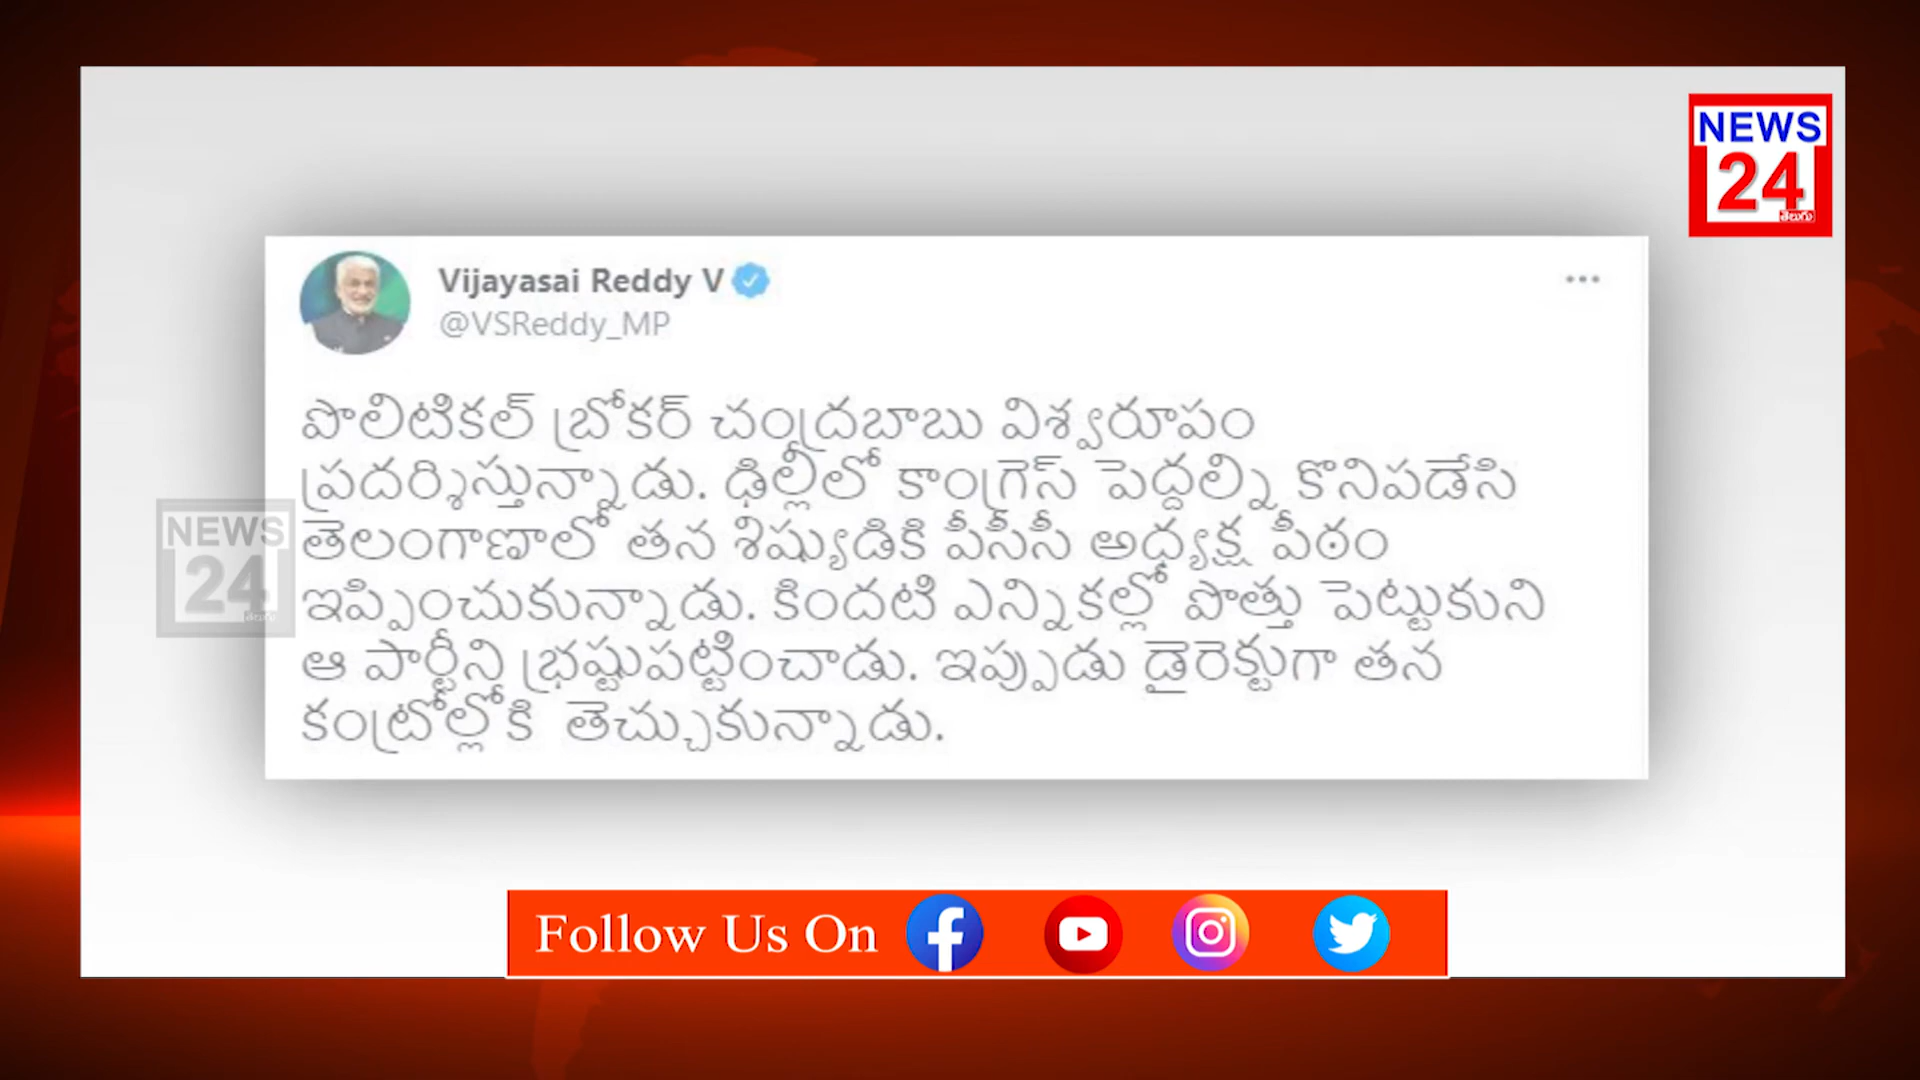 NEWS
24
తెలుగు
Vijayasai Reddy V
@VSReddy_MP
పొలిటికల్ బ్రోకర్ చంద్రబాబు విశ్వరూపం
ప్రదర్శిస్తున్నాడు. ఢిల్లీలో కాంగ్రెస్ పెద్దల్ని కొనిపడేసి
తెలంగాణాలో తన శిష్యుడికి పీసీసీ అధ్యక్ష పీఠం
ఇప్పించుకున్నాడు. కిందటి ఎన్నికల్లో పొత్తు పెట్టుకుని
ఆ పార్టీని భ్రష్టుపట్టించాడు. ఇప్పుడు డైరెక్టుగా తన
కంట్రోల్లోకి తెచ్చుకున్నాడు.
NEWS
24
తెలుగు
Follow Us On